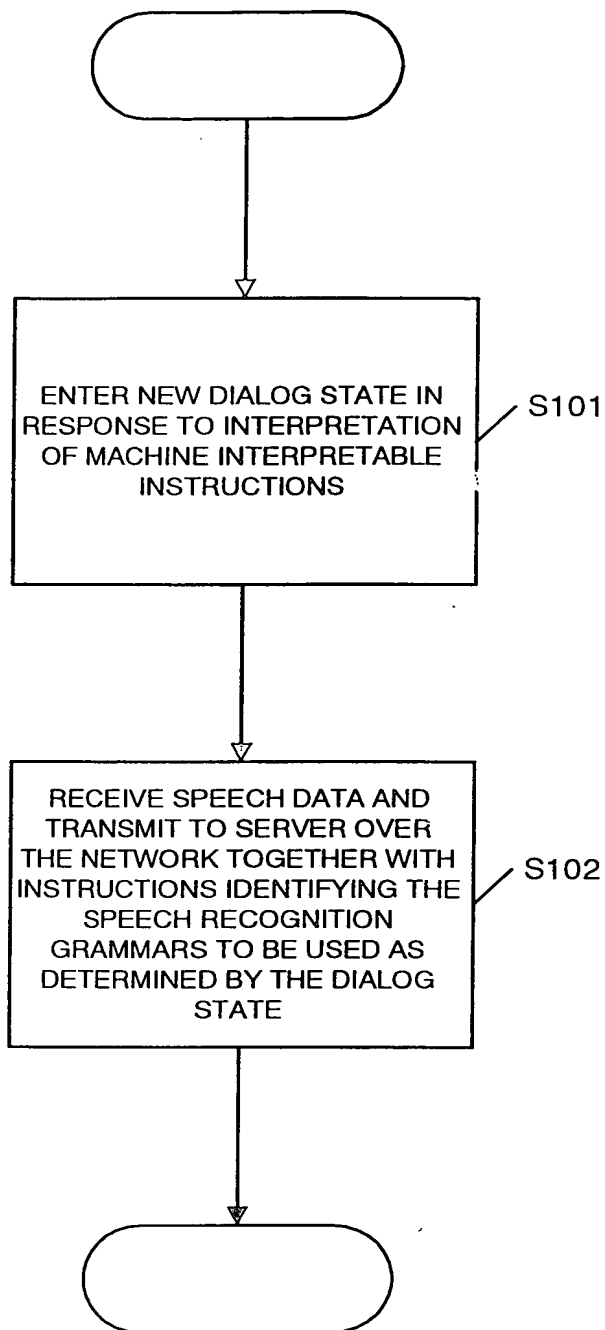 ENTER NEW DIALOG STATE IN
RESPONSE TO INTERPRETATION
OF MACHINE INTERPRETABLE
INSTRUCTIONS
S101
RECEIVE SPEECH DATA AND
TRANSMIT TO SERVER OVER
THE NETWORK TOGETHER WITH
INSTRUCTIONS IDENTIFYING THE
SPEECH RECOGNITION
GRAMMARS TO BE USED AS
DETERMINED BY THE DIALOG
STATE
S102